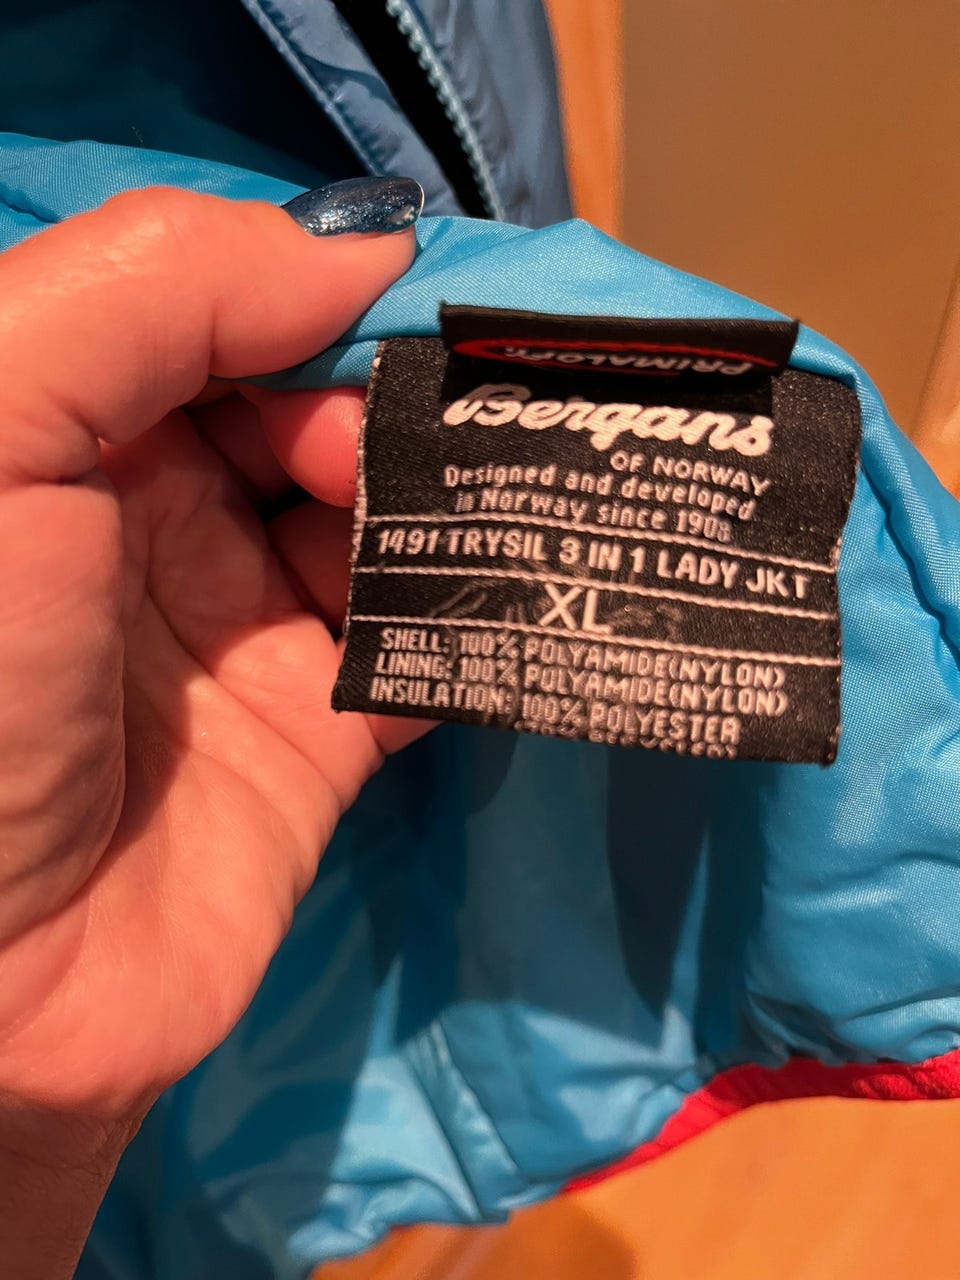 PRIMALOFT
Bergans
OF NORWAY
Designed and developed
in Norway since 1908
1491 TRYSIL 3 IN 1 LADY JKT
XL
SHELL: 100% POLYAMIDE(NYLON)
LINING: 100% POLYAMIDE(NYLON)
INSULATION: 100% POLYESTER